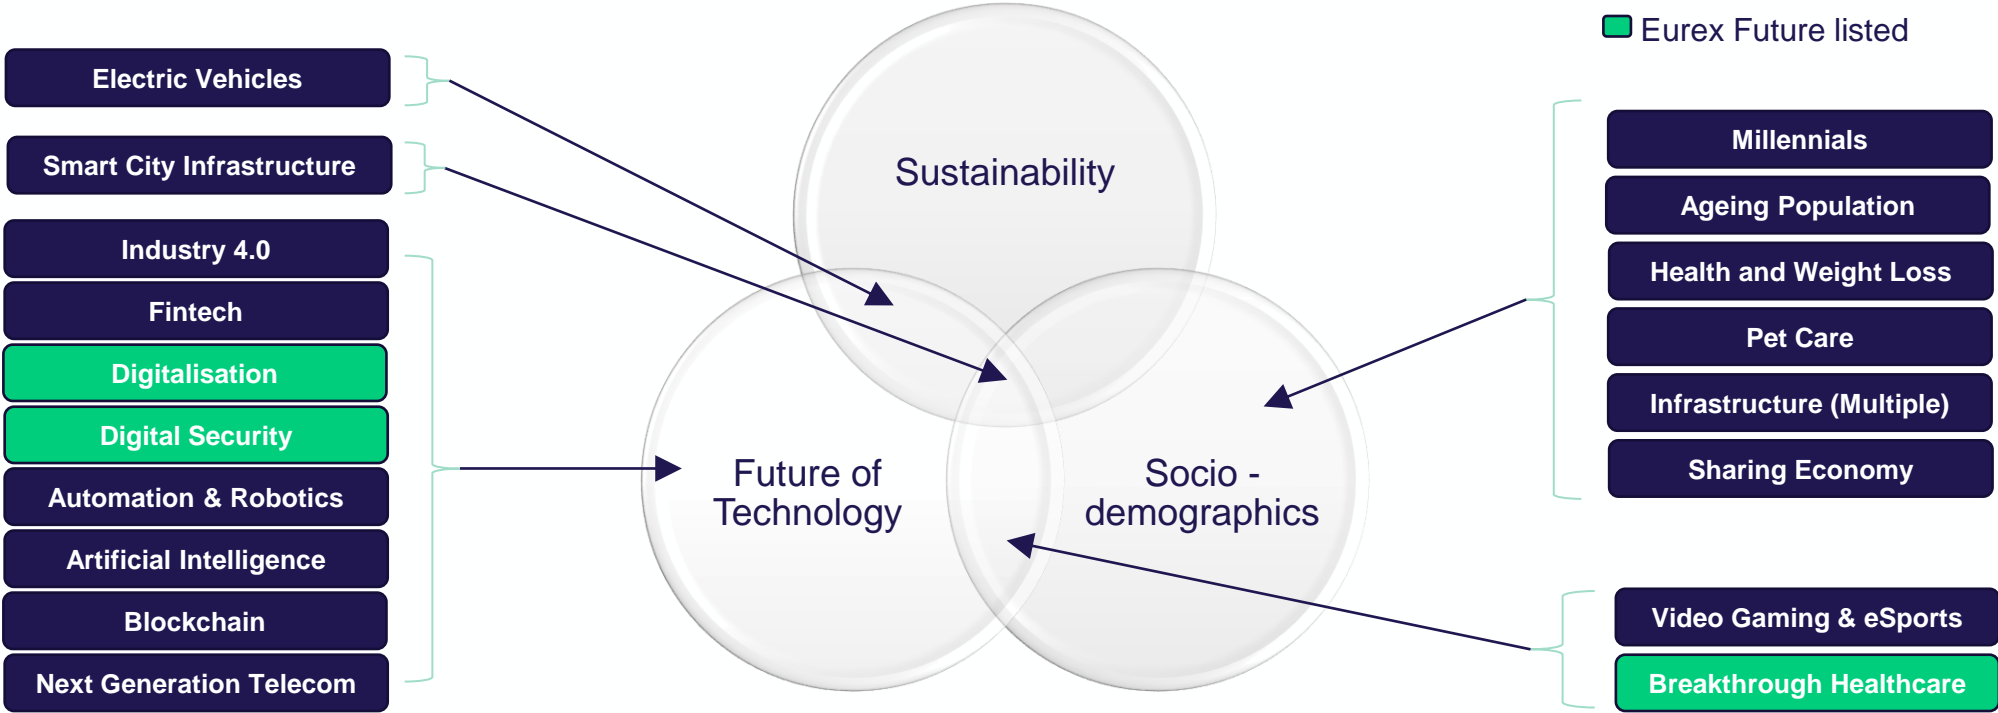 Eurex Future listed
Electric Vehicles
Smart City Infrastructure
Industry 4.0
Fintech
Digitalisation
Digital Security
Automation & Robotics
Artificial Intelligence
Blockchain
Next Generation Telecom
Sustainability
Future of
Technology
Socio -
demographics
Millennials
Ageing Population
Health and Weight Loss
Pet Care
Infrastructure (Multiple)
Sharing Economy
Video Gaming & eSports
Breakthrough Healthcare